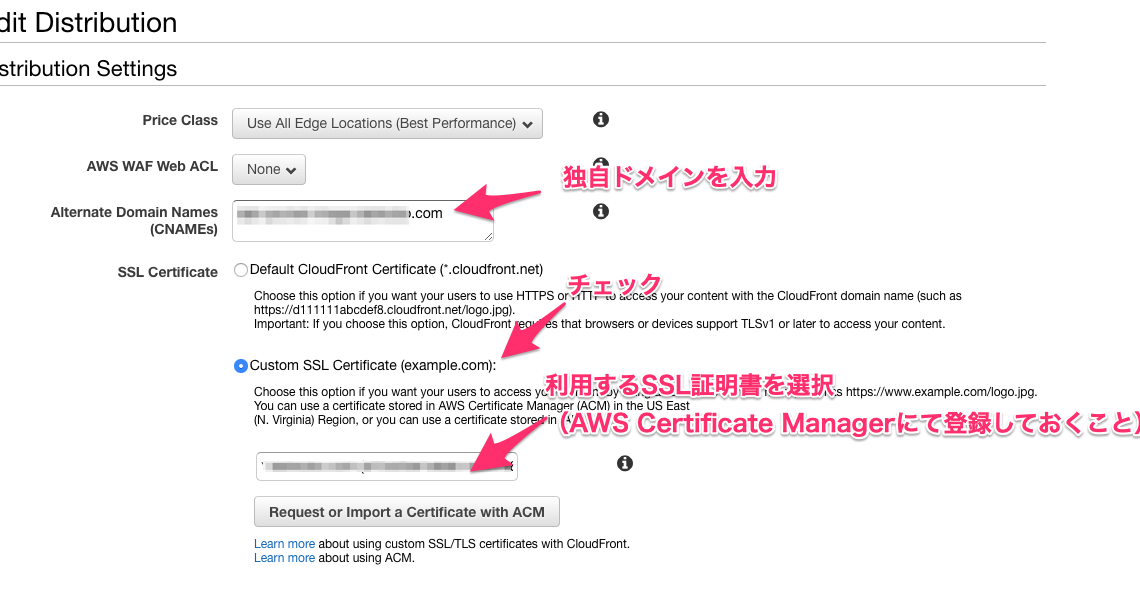 dit Distribution
stribution Settings
Price Class
Use All Edge Locations (Best Performance)
AWS WAF Web ACL
None
独自ドメインを入力
Alternate Domain Names
(CNAMEs)
.com
SSL Certificate
Default CloudFront Certificate (*.cloudfront.net)
チェック
Choose this option if you want your users to use HTTPS or HTTP to access your content with the CloudFront domain name (such as
https://d111111abcdef8.cloudfront.net/logo.jpg).
Important: If you choose this option, CloudFront requires that browsers or devices support TLSv1 or later to access your content.
Custom SSL Certificate (example.com):
利用するSSL証明書を選択
Choose this option if you want your users to access https://www.example.com/logo.jpg.
You can use a certificate stored in AWS Certificate Manager (ACM) in the US East
(N. Virginia) Region, or you can use a certificate stored in
(AWS Certificate Managerにて登録しておくこと)
Request or Import a Certificate with ACM
Learn more about using custom SSL/TLS certificates with CloudFront.
Learn more about using ACM.